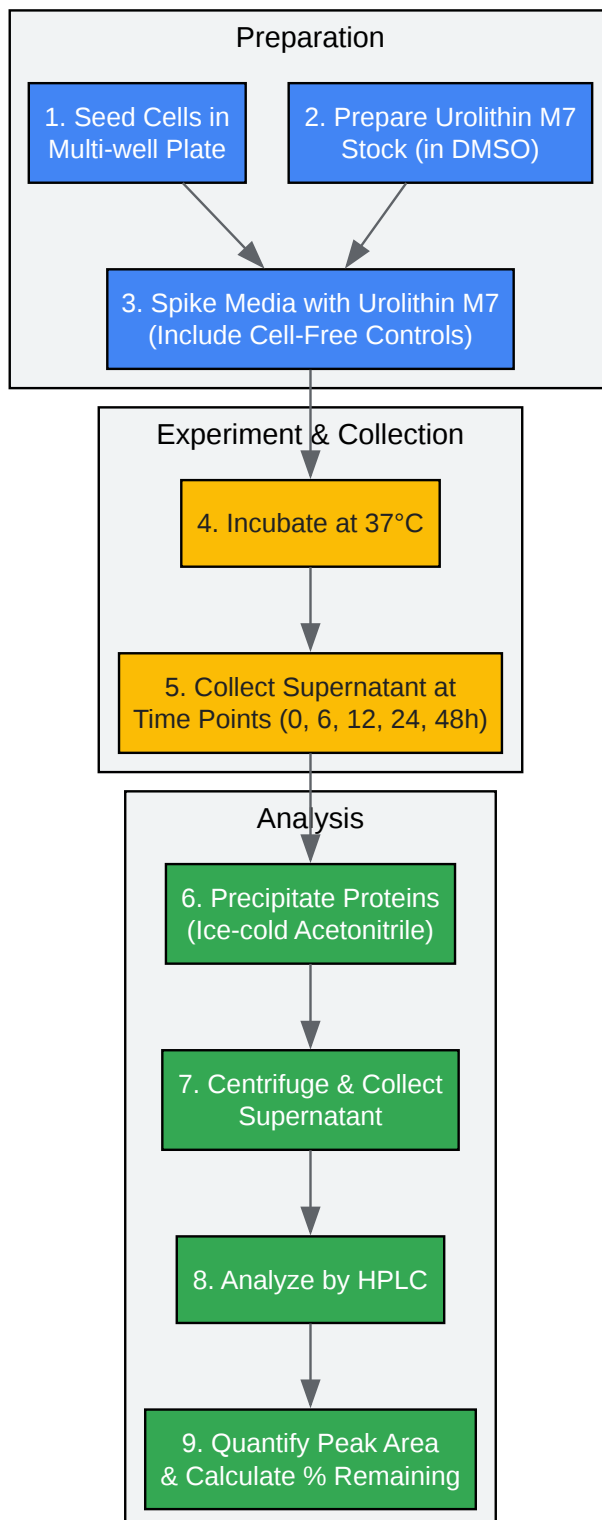 Preparation
1. Seed Cells in
Multi-well Plate
2. Prepare Urolithin M7
Stock (in DMSO)
3. Spike Media with Urolithin M7
(Include Cell-Free Controls)
Experiment & Collection
4. Incubate at 37°C
5. Collect Supernatant at
Time Points (0, 6, 12, 24, 48h)
Analysis
6. Precipitate Proteins
(Ice-cold Acetonitrile)
7. Centrifuge & Collect
Supernatant
8. Analyze by HPLC
9. Quantify Peak Area
& Calculate % Remaining